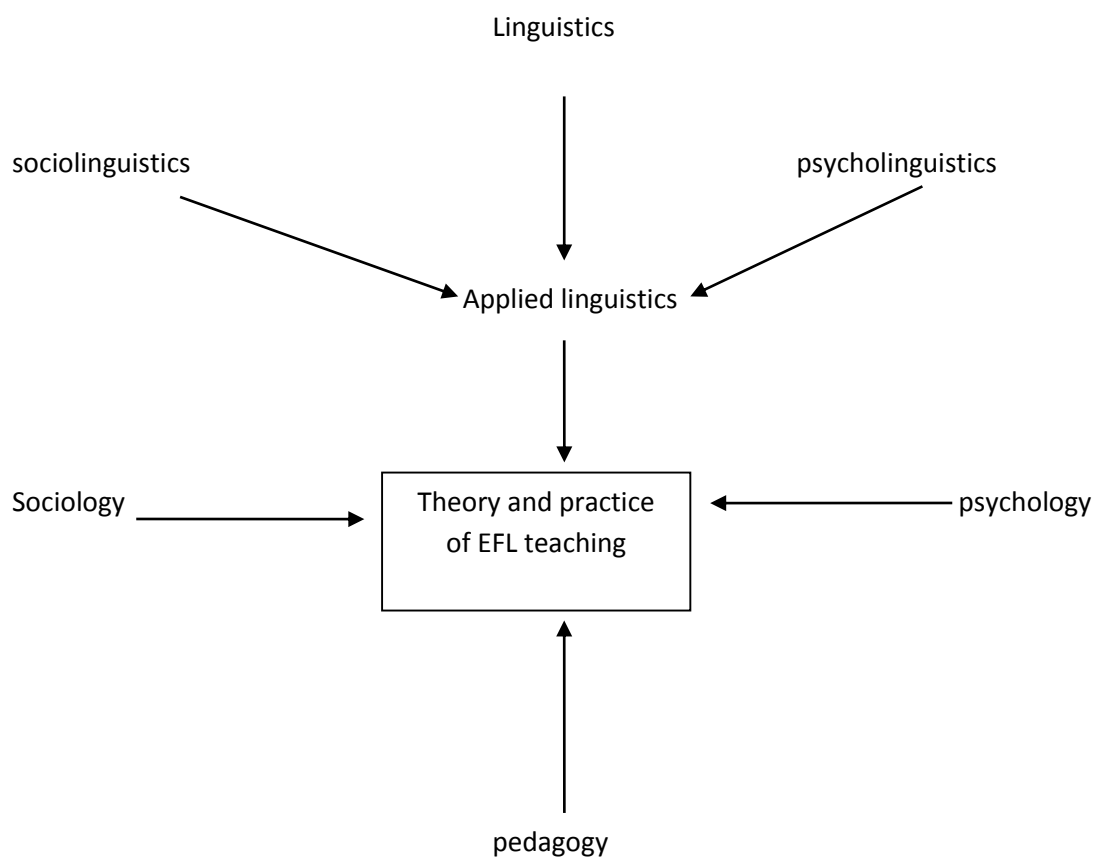 Linguistics
sociolinguistics
psycholinguistics
Applied linguistics
Sociology
Theory and practice
of EFL teaching
psychology
pedagogy